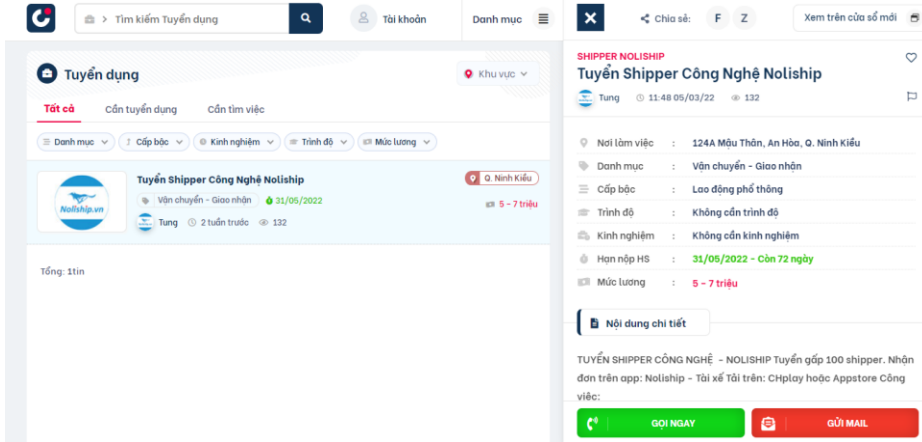 > Tìm kiếm Tuyển dụng
Tài khoản
Danh mục
Tuyển dụng
Khu vực
Tất cả
Cần tuyển dụng
Cần tìm việc
Danh mục
Cấp bậc
Kinh nghiệm
Trình độ
Mức lương
Noliship.vn
Tuyển Shipper Công Nghệ Noliship
Q. Ninh Kiều
Vận chuyển - Giao nhận
31/05/2022
5 - 7 triệu
Tung
2 tuần trước
132
Tổng: 1tin
Chia sẻ:
F
Z
Xem trên cửa sổ mới
SHIPPER NOLISHIP
Tuyển Shipper Công Nghệ Noliship
Tung
11:48 05/03/22
132
Nơi làm việc : 124A Mậu Thân, An Hòa, Q. Ninh Kiều
Danh mục : Vận chuyển - Giao nhận
Cấp bậc : Lao động phổ thông
Trình độ : Không cần trình độ
Kinh nghiệm : Không cần kinh nghiệm
Hạn nộp HS : 31/05/2022 - Còn 72 ngày
Mức lương : 5 - 7 triệu
Nội dung chi tiết
TUYỂN SHIPPER CÔNG NGHỆ - NOLISHIP Tuyển gấp 100 shipper. Nhận
đơn trên app: Noliship - Tài xế Tải trên: CHplay hoặc Appstore Công
việc:
GỌI NGAY
GỬI MAIL